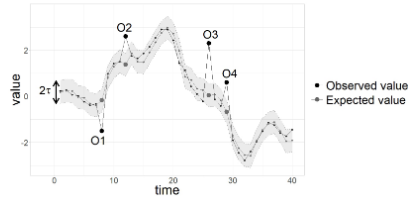 O2
O3
O4
O1
2τ
value
2
0
-2
0
10
20
30
40
time
Observed value
Expected value